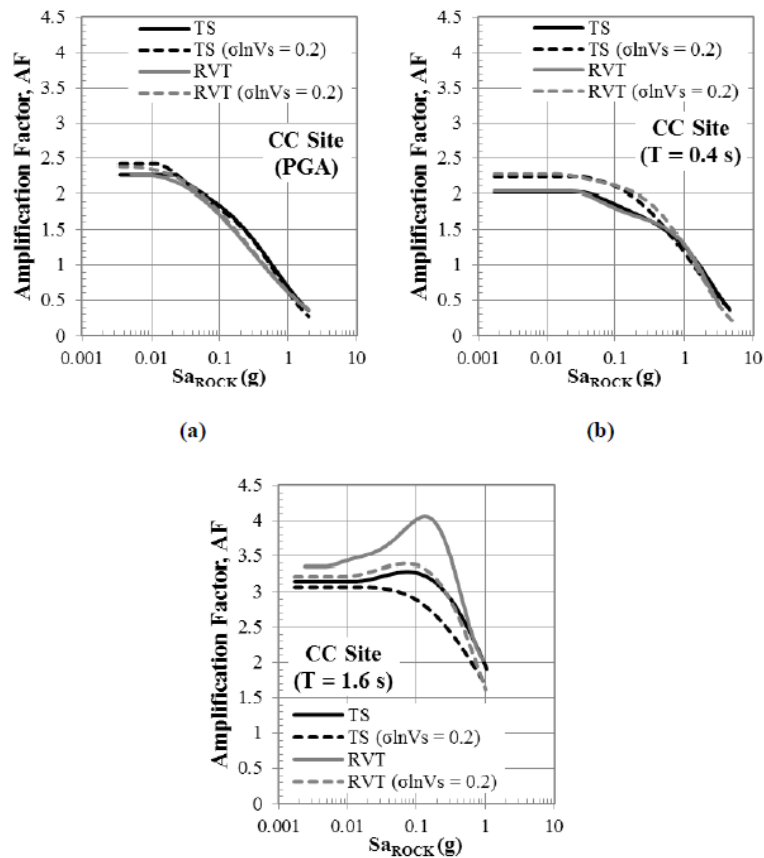 4.5
4
3.5
3
2.5
2
1.5
1
0.5
0
Amplification Factor, AF
TS
TS (σlnVs = 0.2)
RVT
RVT (σlnVs = 0.2)
CC Site
(PGA)
0.001 0.01 0.1 1 10
SaROCK (g)
(a)
4.5
4
3.5
3
2.5
2
1.5
1
0.5
0
Amplification Factor, AF
TS
TS (σlnVs = 0.2)
RVT
RVT (σlnVs = 0.2)
CC Site
(T = 0.4 s)
0.001 0.01 0.1 1 10
SaROCK (g)
(b)
4.5
4
3.5
3
2.5
2
1.5
1
0.5
0
Amplification Factor, AF
CC Site
(T = 1.6 s)
TS
TS (σlnVs = 0.2)
RVT
RVT (σlnVs = 0.2)
0.001 0.01 0.1 1 10
SaROCK (g)